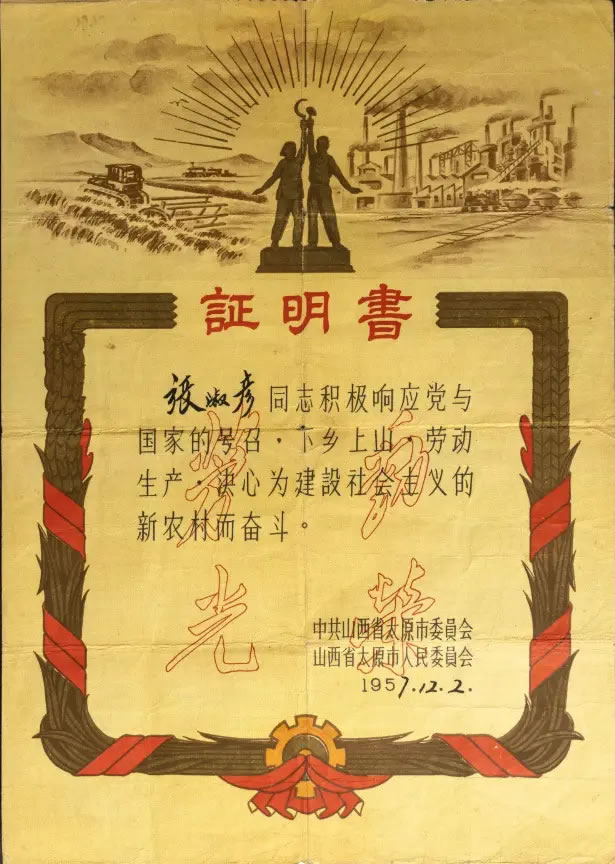 証明書
張淑彦同志积极响应党与
国家的号召·下乡上山·劳动
生产·决心为建設社会主义的
新农村而奋斗。
劳动
光荣
中共山西省太原市委員会
山西省太原市人民委員会
1957.12.2.